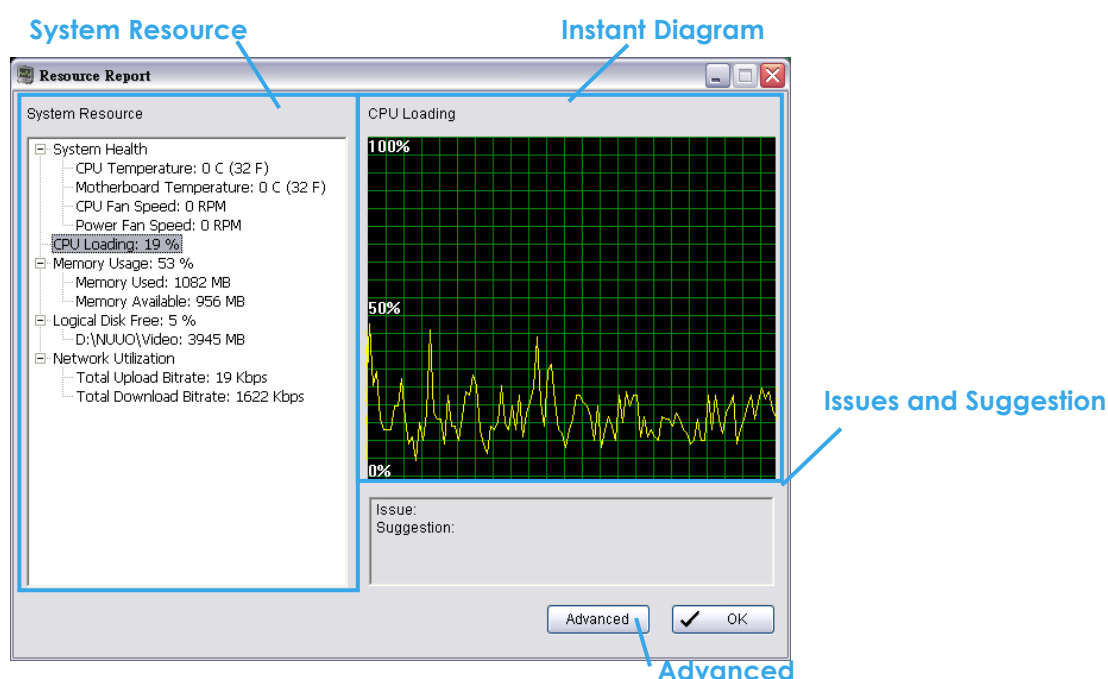 System Resource
Instant Diagram
Resource Report
System Resource
System Health
CPU Temperature: 0 C (32 F)
Motherboard Temperature: 0 C (32 F)
CPU Fan Speed: 0 RPM
Power Fan Speed: 0 RPM
CPU Loading: 19 %
Memory Usage: 53 %
Memory Used: 1082 MB
Memory Available: 956 MB
Logical Disk Free: 5 %
D:\NUUO\Video: 3945 MB
Network Utilization
Total Upload Bitrate: 19 Kbps
Total Download Bitrate: 1622 Kbps
CPU Loading
100%
50%
0%
Issues and Suggestion
Issue:
Suggestion:
Advanced
OK
Advanced